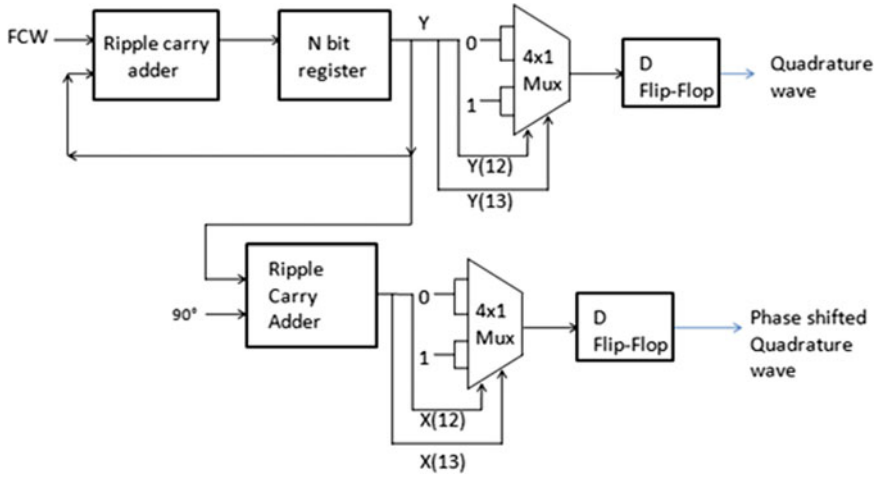 FCW
Ripple carry
adder
N bit
register
Y
0
1
4x1
Mux
D
Flip-Flop
Quadrature
wave
Y(12)
Y(13)
90°
Ripple
Carry
Adder
0
1
4x1
Mux
D
Flip-Flop
Phase shifted
Quadrature
wave
X(12)
X(13)